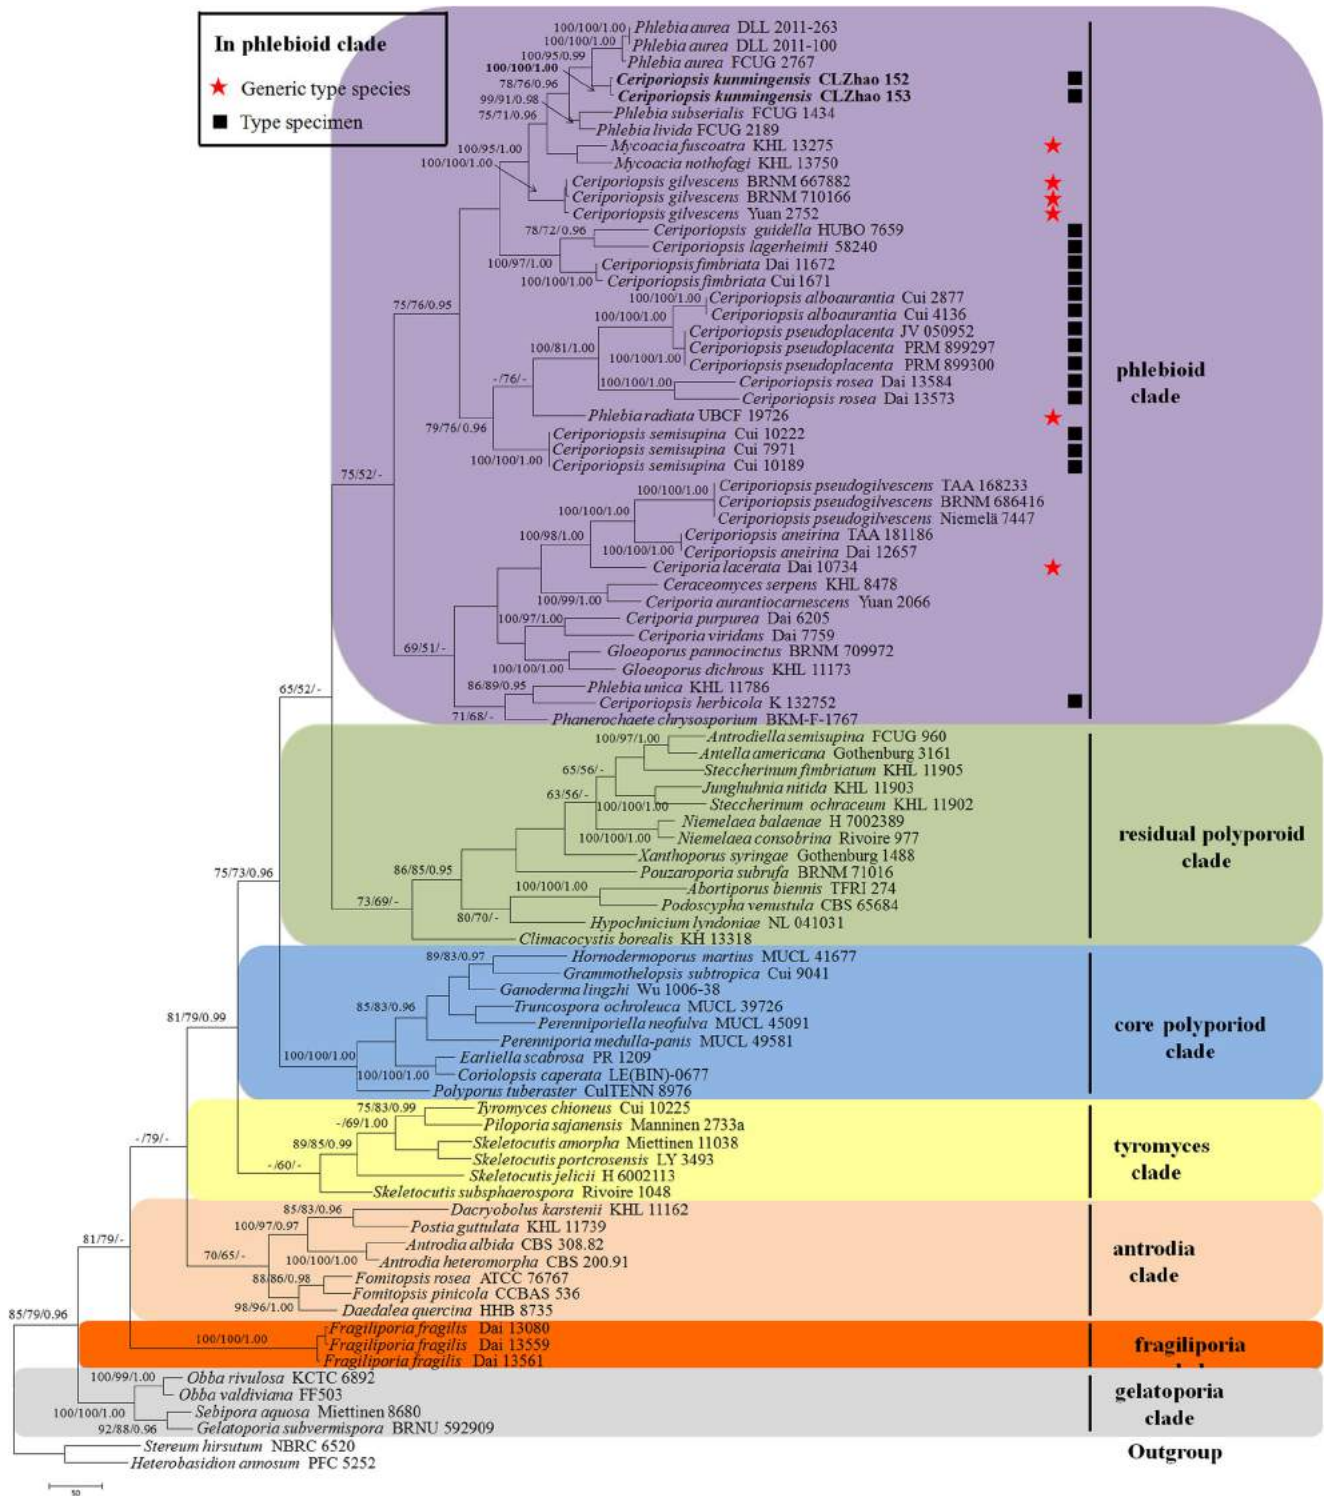 In phlebioid clade
Generic type species
Type specimen
100/100/1.00
Phlebia aurea DLL 2011-263
100/100/1.00
Phlebia aurea DLL 2011-100
100/95/0.99
Phlebia aurea FCUG 2767
100/100/1.00
Ceriporiopsis kunmingensis CLZhao 152
78/76/0.96
Ceriporiopsis kunmingensis CLZhao 153
99/91/0.98
Phlebia subserialis FCUG 1434
75/71/0.96
Phlebia livida FCUG 2189
Mycoacia fuscoatra KHL 13275
100/95/1.00
Mycoacia nothofagi KHL 13750
100/100/1.00
Ceriporiopsis gilvescens BRNM 667882
Ceriporiopsis gilvescens BRNM 710166
Ceriporiopsis gilvescens Yuan 2752
78/72/0.96
Ceriporiopsis guidella HUBO 7659
Ceriporiopsis lagerheimii 58240
100/97/1.00
Ceriporiopsis fimbriata Dai 11672
100/100/1.00
Ceriporiopsis fimbriata Cui 1671
75/76/0.95
100/100/1.00
Ceriporiopsis alboaurantia Cui 2877
Ceriporiopsis alboaurantia Cui 4136
100/100/1.00
Ceriporiopsis pseudoplacenta JV 050952
100/81/1.00
Ceriporiopsis pseudoplacenta PRM 899297
100/100/1.00
Ceriporiopsis pseudoplacenta PRM 899300
phlebioid
clade
-/76/-
100/100/1.00
Ceriporiopsis rosea Dai 13584
Ceriporiopsis rosea Dai 13573
Phlebia radiata UBCF 19726
79/76/0.96
Ceriporiopsis semisupina Cui 10222
Ceriporiopsis semisupina Cui 7971
100/100/1.00
Ceriporiopsis semisupina Cui 10189
75/52/-
100/100/1.00
Ceriporiopsis pseudogilvescens TAA 168233
Ceriporiopsis pseudogilvescens BRNM 686416
100/100/1.00
Ceriporiopsis pseudogilvescens Niemelä 7447
100/98/1.00
Ceriporiopsis aneirina TAA 181186
100/100/1.00
Ceriporiopsis aneirina Dai 12657
Ceriporia lacerata Dai 10734
Ceraceomyces serpens KHL 8478
100/99/1.00
Ceriporia aurantiocarnescens Yuan 2066
100/97/1.00
Ceriporia purpurea Dai 6205
Ceriporia viridans Dai 7759
69/51/-
Gloeoporus pannocinctus BRNM 709972
100/100/1.00
Gloeoporus dichrous KHL 11173
65/52/-
86/89/0.95
Phlebia unica KHL 11786
Ceriporiopsis herbicola K 132752
71/68/-
Phanerochaete chrysosporium BKM-F-1767
100/97/1.00
Antrodiella semisupina FCUG 960
Antella americana Gothenburg 3161
65/56/-
Steccherinum fimbriatum KHL 11905
63/56/-
Junghuhnia nitida KHL 11903
100/100/1.00
Steccherinum ochraceum KHL 11902
Niemelaea balaenae H 7002389
100/100/1.00
Niemelaea consobrina Rivoire 977
residual polyporoid
clade
Xanthoporus syringae Gothenburg 1488
75/73/0.96
86/85/0.95
Pouzaroporia subrufa BRNM 71016
100/100/1.00
Abortiporus biennis TFRI 274
73/69/-
Podoscypha venustula CBS 65684
80/70/-
Hypochnicium lyndoniae NL 041031
Climacocystis borealis KH 13318
89/83/0.97
Hornodermoporus martius MUCL 41677
Grammothelopsis subtropica Cui 9041
Ganoderma lingzhi Wu 1006-38
85/83/0.96
Truncospora ochroleuca MUCL 39726
81/79/0.99
Perenniporiella neofulva MUCL 45091
core polyporiod
clade
Perenniporia medulla-panis MUCL 49581
100/100/1.00
Earliella scabrosa PR 1209
100/100/1.00
Coriolopsis caperata LE(BIN)-0677
Polyporus tuberaster CulTENN 8976
75/83/0.99
Tyromyces chioneus Cui 10225
-/69/1.00
Piloporia sajanensis Manninen 2733a
-/79/-
89/85/0.99
Skeletocutis amorpha Miettinen 11038
-/60/-
Skeletocutis portcrosensis LY 3493
tyromyces
clade
Skeletocutis jelicii H 6002113
Skeletocutis subsphaerospora Rivoire 1048
85/83/0.96
Dacryobolus karstenii KHL 11162
100/97/0.97
Postia guttulata KHL 11739
81/79/-
Antrodia albida CBS 308.82
70/65/-
100/100/1.00
Antrodia heteromorpha CBS 200.91
antrodia
clade
88/86/0.98
Fomitopsis rosea ATCC 76767
Fomitopsis pinicola CCBAS 536
98/96/1.00
Daedalea quercina HHB 8735
85/79/0.96
Fragiliporia fragilis Dai 13080
100/100/1.00
Fragiliporia fragilis Dai 13559
Fragiliporia fragilis Dai 13561
fragiliporia
100/99/1.00
Obba rivulosa KCTC 6892
Obba valdiviana FF503
100/100/1.00
Sebipora aquosa Miettinen 8680
92/88/0.96
Gelatoporia subvermispora BRNU 592909
gelatoporia
clade
Stereum hirsutum NBRC 6520
Heterobasidion annosum PFC 5252
Outgroup
50